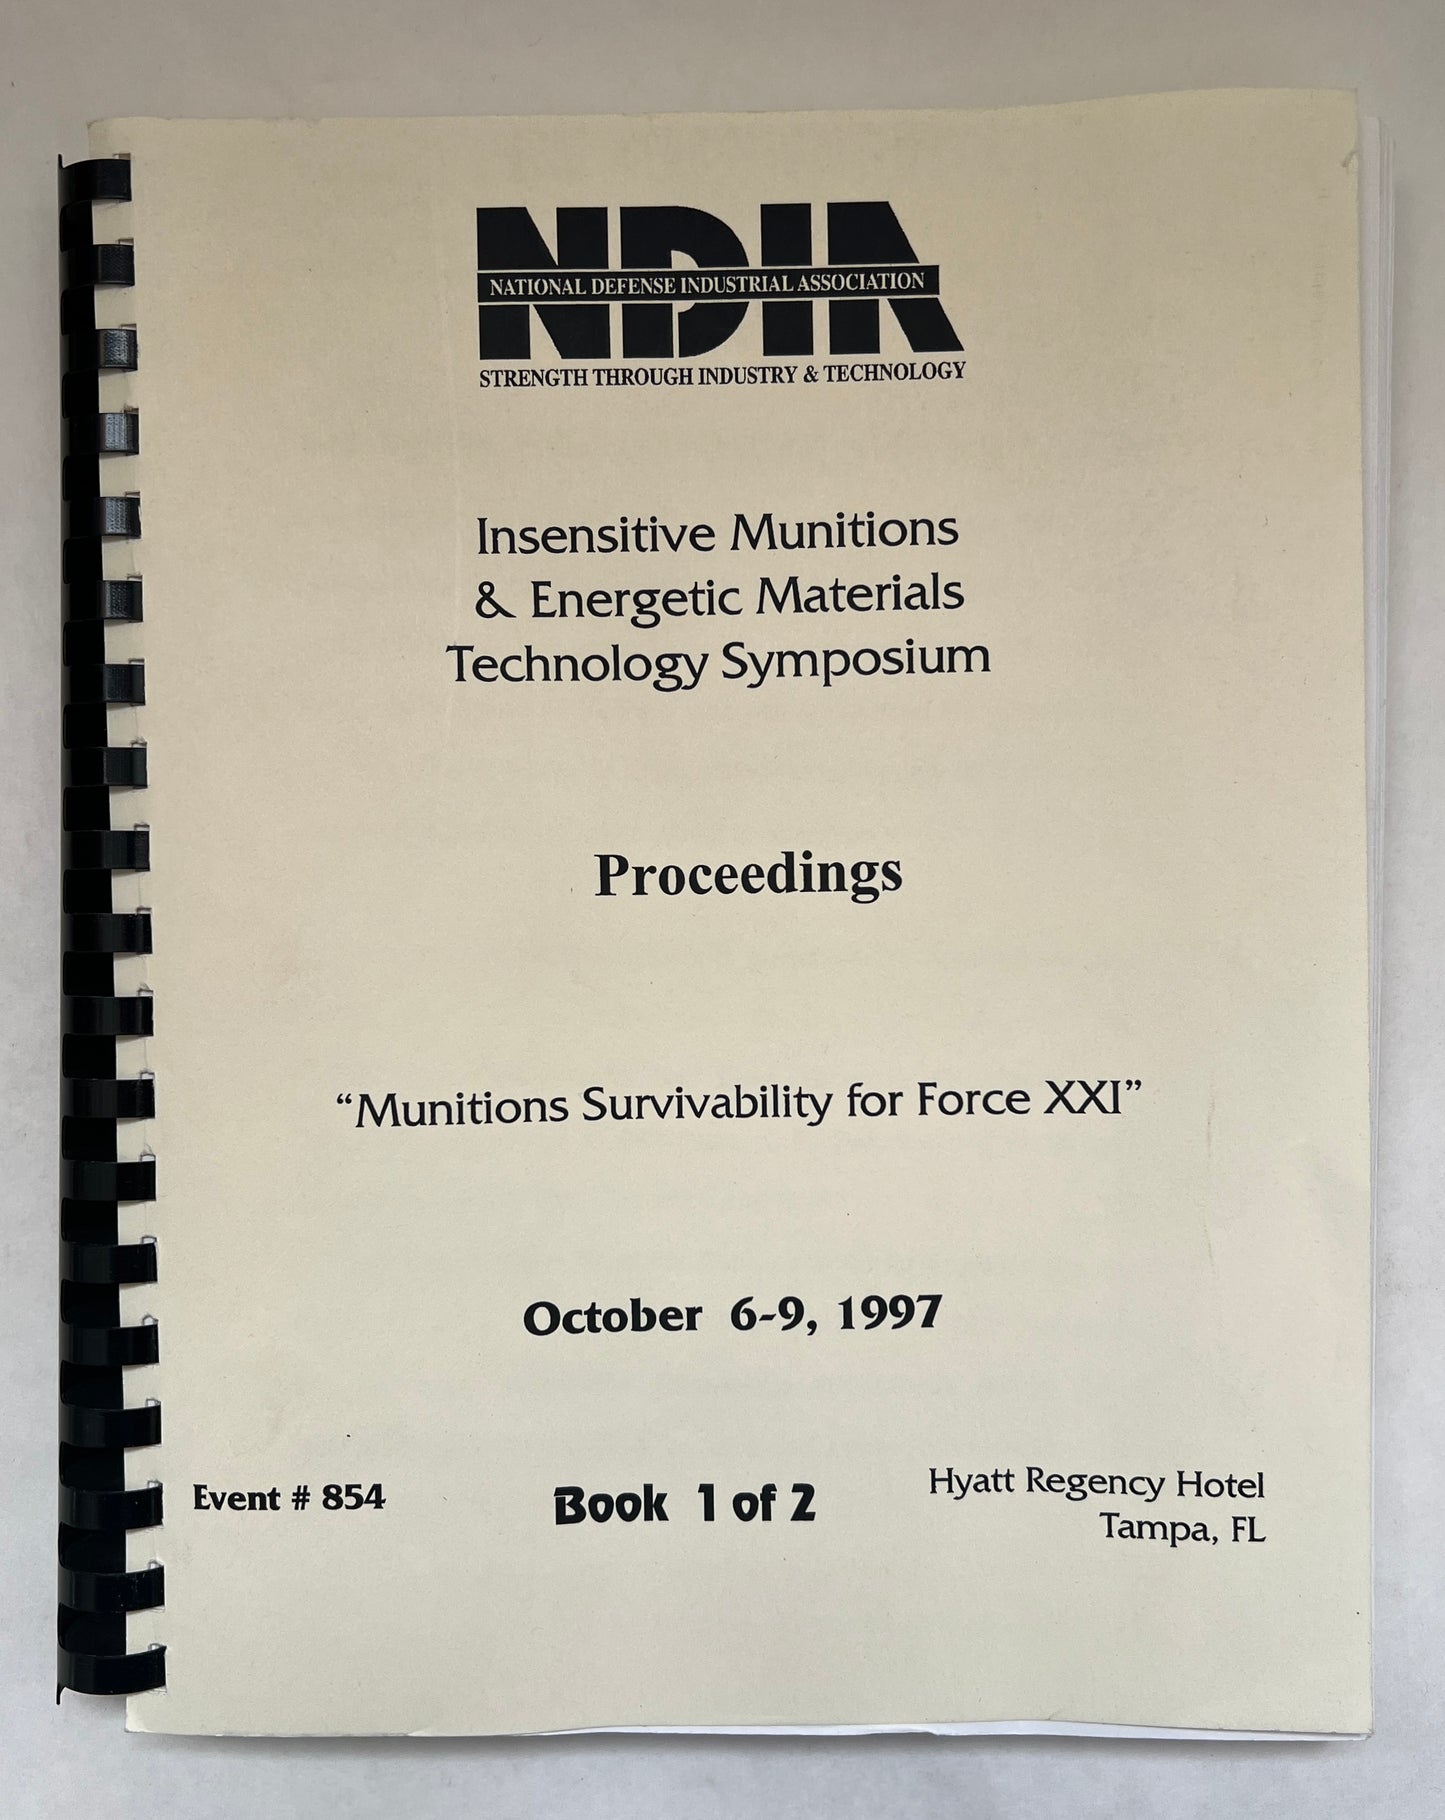 NDIA
NATIONAL DEFENSE INDUSTRIAL ASSOCIATION
STRENGTH THROUGH INDUSTRY & TECHNOLOGY
Insensitive Munitions
& Energetic Materials
Technology Symposium
Proceedings
“Munitions Survivability for Force XXI”
October 6-9, 1997
Event # 854
Book 1 of 2
Hyatt Regency Hotel
Tampa, FL